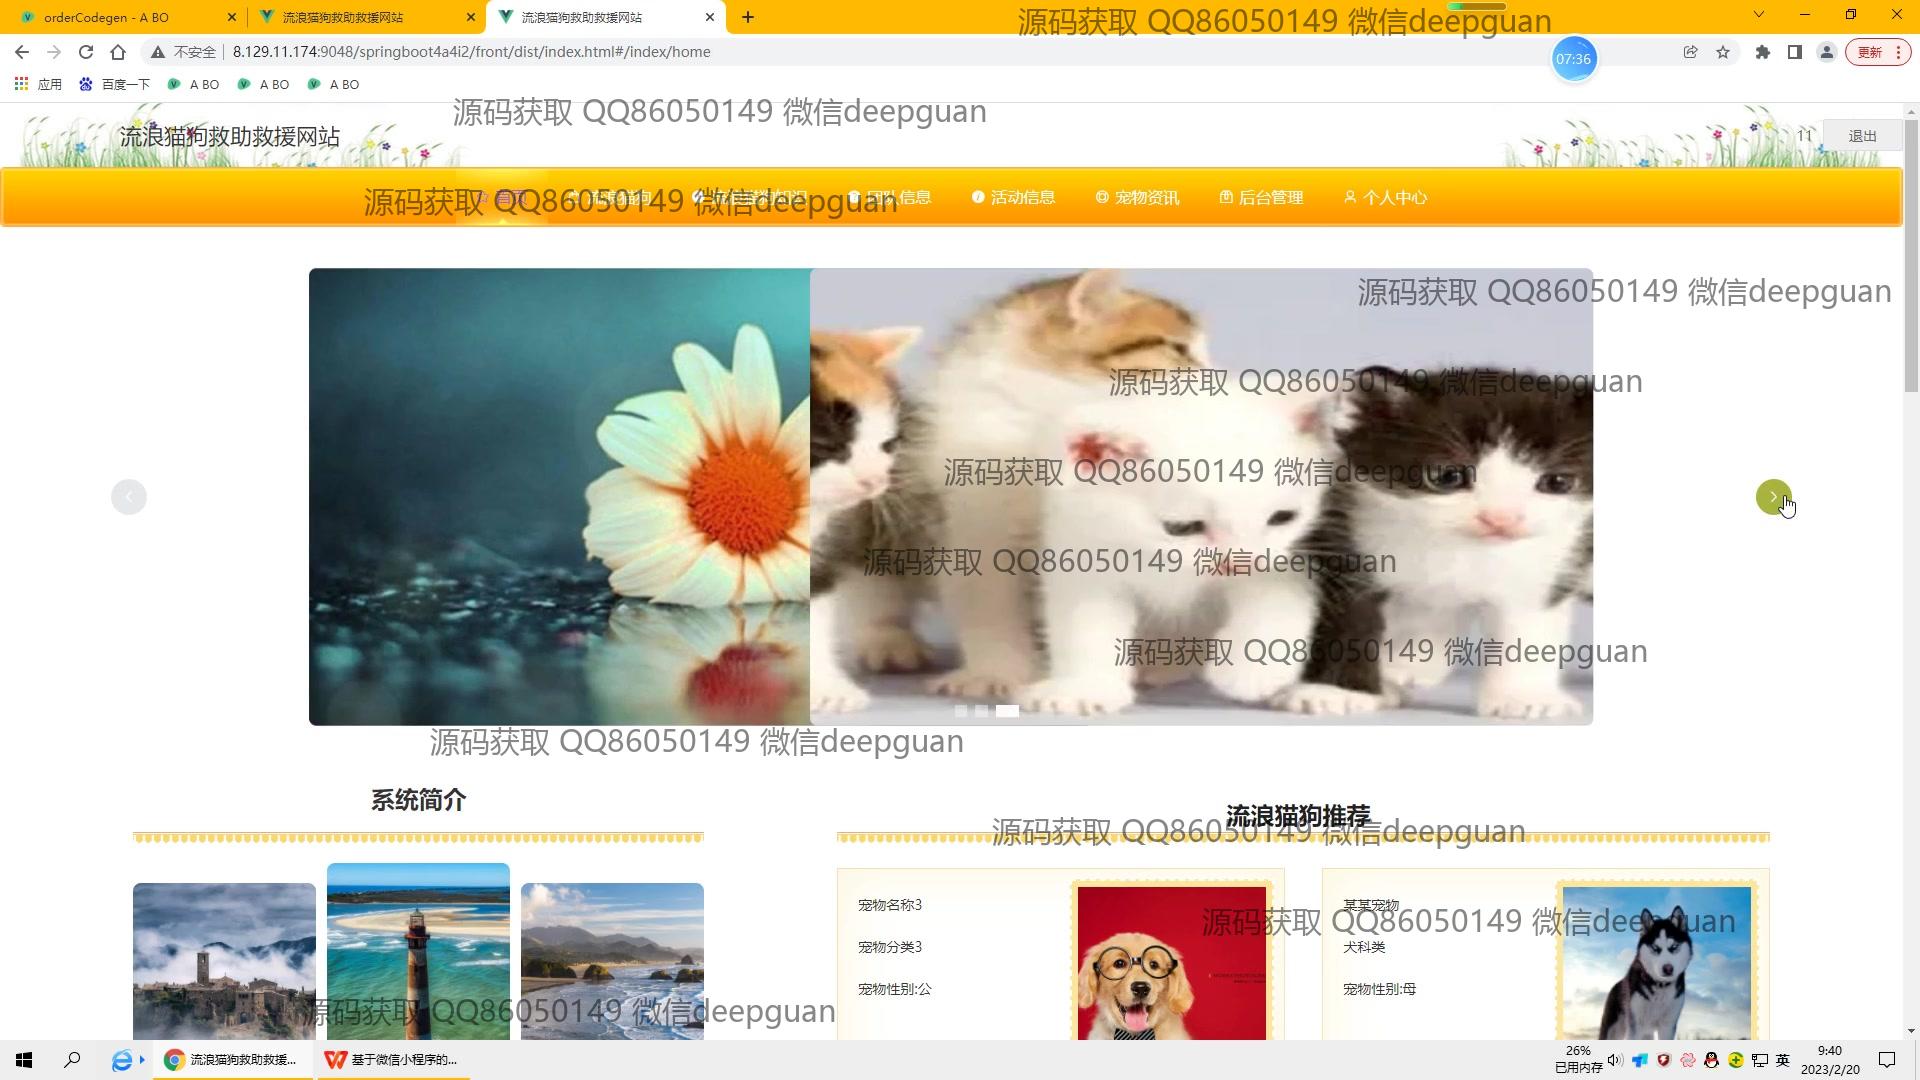 orderCodegen - A BO
流浪猫狗救助救援网站
流浪猫狗救助救援网站
源码获取 QQ86050149 微信deepguan
不安全
8.129.11.174:9048/springboot4a4i2/front/dist/index.html#/index/home
07:36
更新
应用
百度一下
A BO
A BO
A BO
源码获取 QQ86050149 微信deepguan
流浪猫狗救助救援网站
11
退出
首页
流浪猫狗
团队信息
活动信息
宠物资讯
后台管理
个人中心
源码获取 QQ86050149 微信deepguan
源码获取 QQ86050149 微信deepguan
源码获取 QQ86050149 微信deepguan
源码获取 QQ86050149 微信deepguan
源码获取 QQ86050149 微信deepguan
源码获取 QQ86050149 微信deepguan
源码获取 QQ86050149 微信deepguan
系统简介
流浪猫狗推荐
源码获取 QQ86050149 微信deepguan
宠物名称3
宠物分类3
宠物性别:公
某某宠物
犬科类
宠物性别:母
源码获取 QQ86050149 微信deepguan
源码获取 QQ86050149 微信deepguan
流浪猫狗救助救援...
基于微信小程序的...
26%
已用内存
英
9:40
2023/2/20